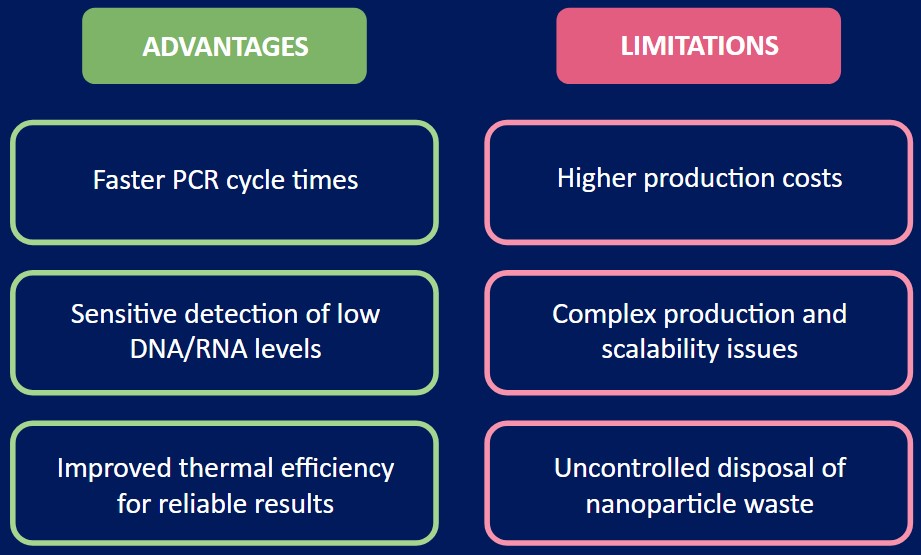 ADVANTAGES
LIMITATIONS
Faster PCR cycle times
Higher production costs
Sensitive detection of low
DNA/RNA levels
Complex production and
scalability issues
Improved thermal efficiency
for reliable results
Uncontrolled disposal of
nanoparticle waste